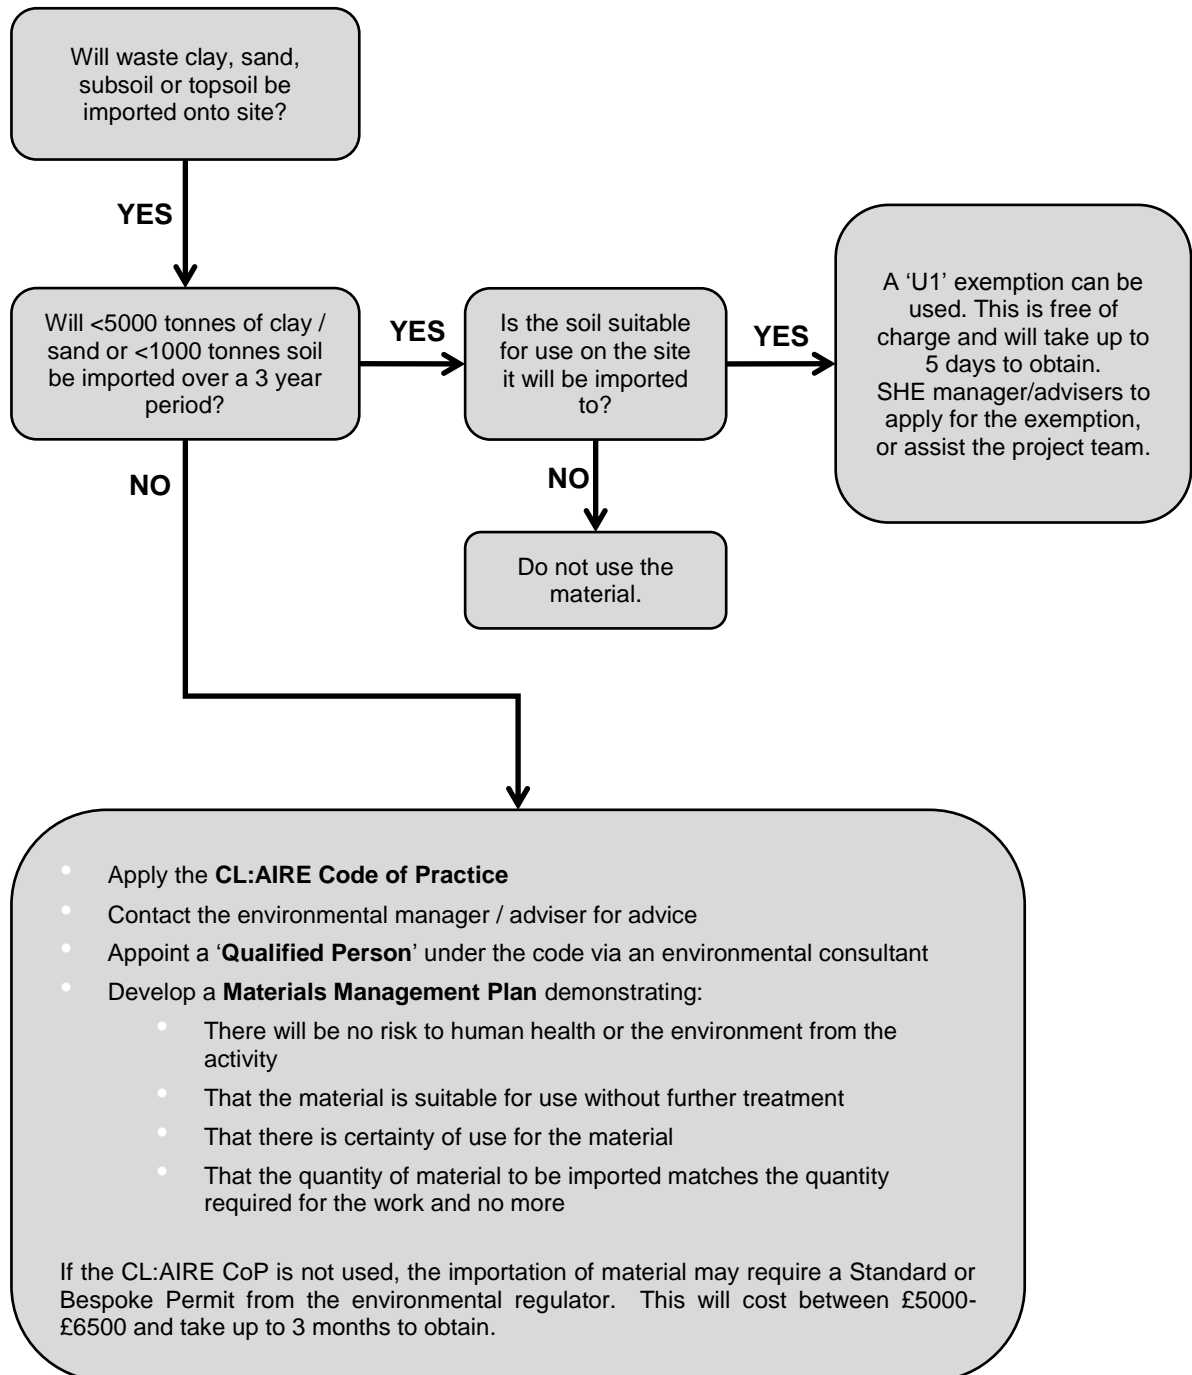 Will waste clay, sand,
subsoil or topsoil be
imported onto site?
YES
Will <5000 tonnes of clay /
sand or <1000 tonnes soil
be imported over a 3 year
period?
YES
Is the soil suitable
for use on the site
it will be imported
to?
YES
A ‘U1’ exemption can be
used. This is free of
charge and will take up to
5 days to obtain.
SHE manager/advisers to
apply for the exemption,
or assist the project team.
NO
NO
Do not use the
material.
• Apply the CL:AIRE Code of Practice
• Contact the environmental manager / adviser for advice
• Appoint a ‘Qualified Person’ under the code via an environmental consultant
• Develop a Materials Management Plan demonstrating:
• There will be no risk to human health or the environment from the
activity
• That the material is suitable for use without further treatment
• That there is certainty of use for the material
• That the quantity of material to be imported matches the quantity
required for the work and no more
If the CL:AIRE CoP is not used, the importation of material may require a Standard or
Bespoke Permit from the environmental regulator. This will cost between £5000-
£6500 and take up to 3 months to obtain.